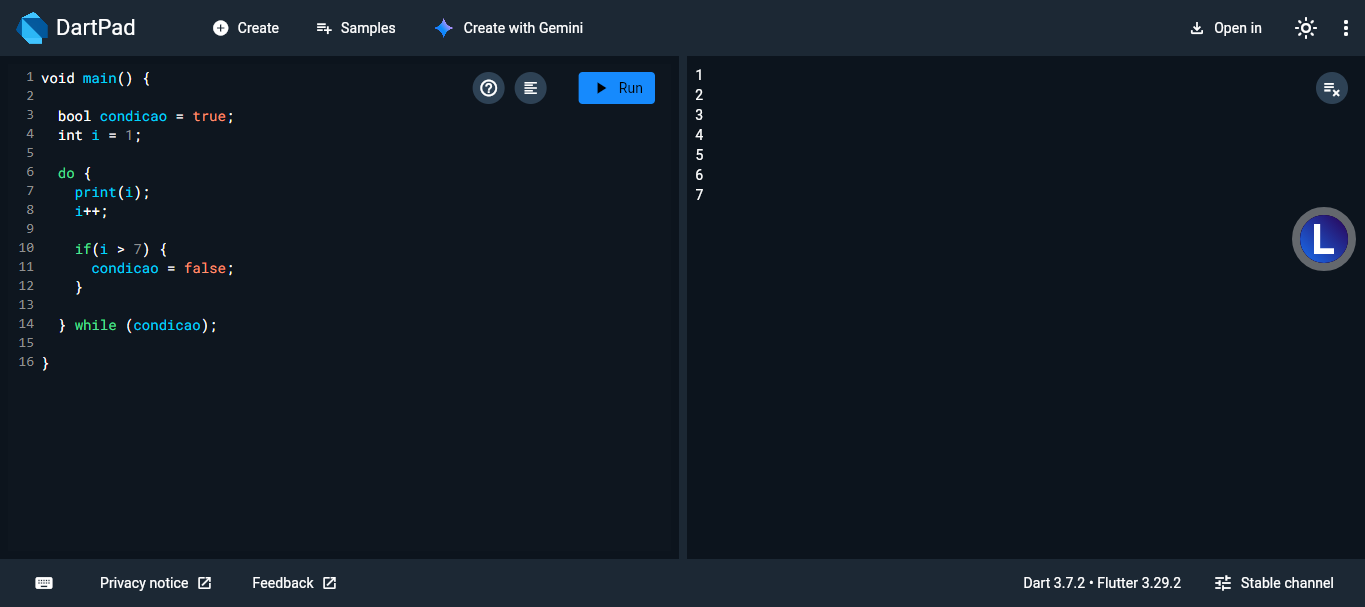 DartPad Create Samples Create with Gemini Open in
Run
1 void main() {
2
3   bool condicao = true;
4   int i = 1;
5
6   do {
7     print(i);
8     i++;
9
10     if(i > 7) {
11       condicao = false;
12     }
13
14   } while (condicao);
15
16 }
1
2
3
4
5
6
7
L
Privacy notice Feedback Dart 3.7.2 • Flutter 3.29.2 Stable channel